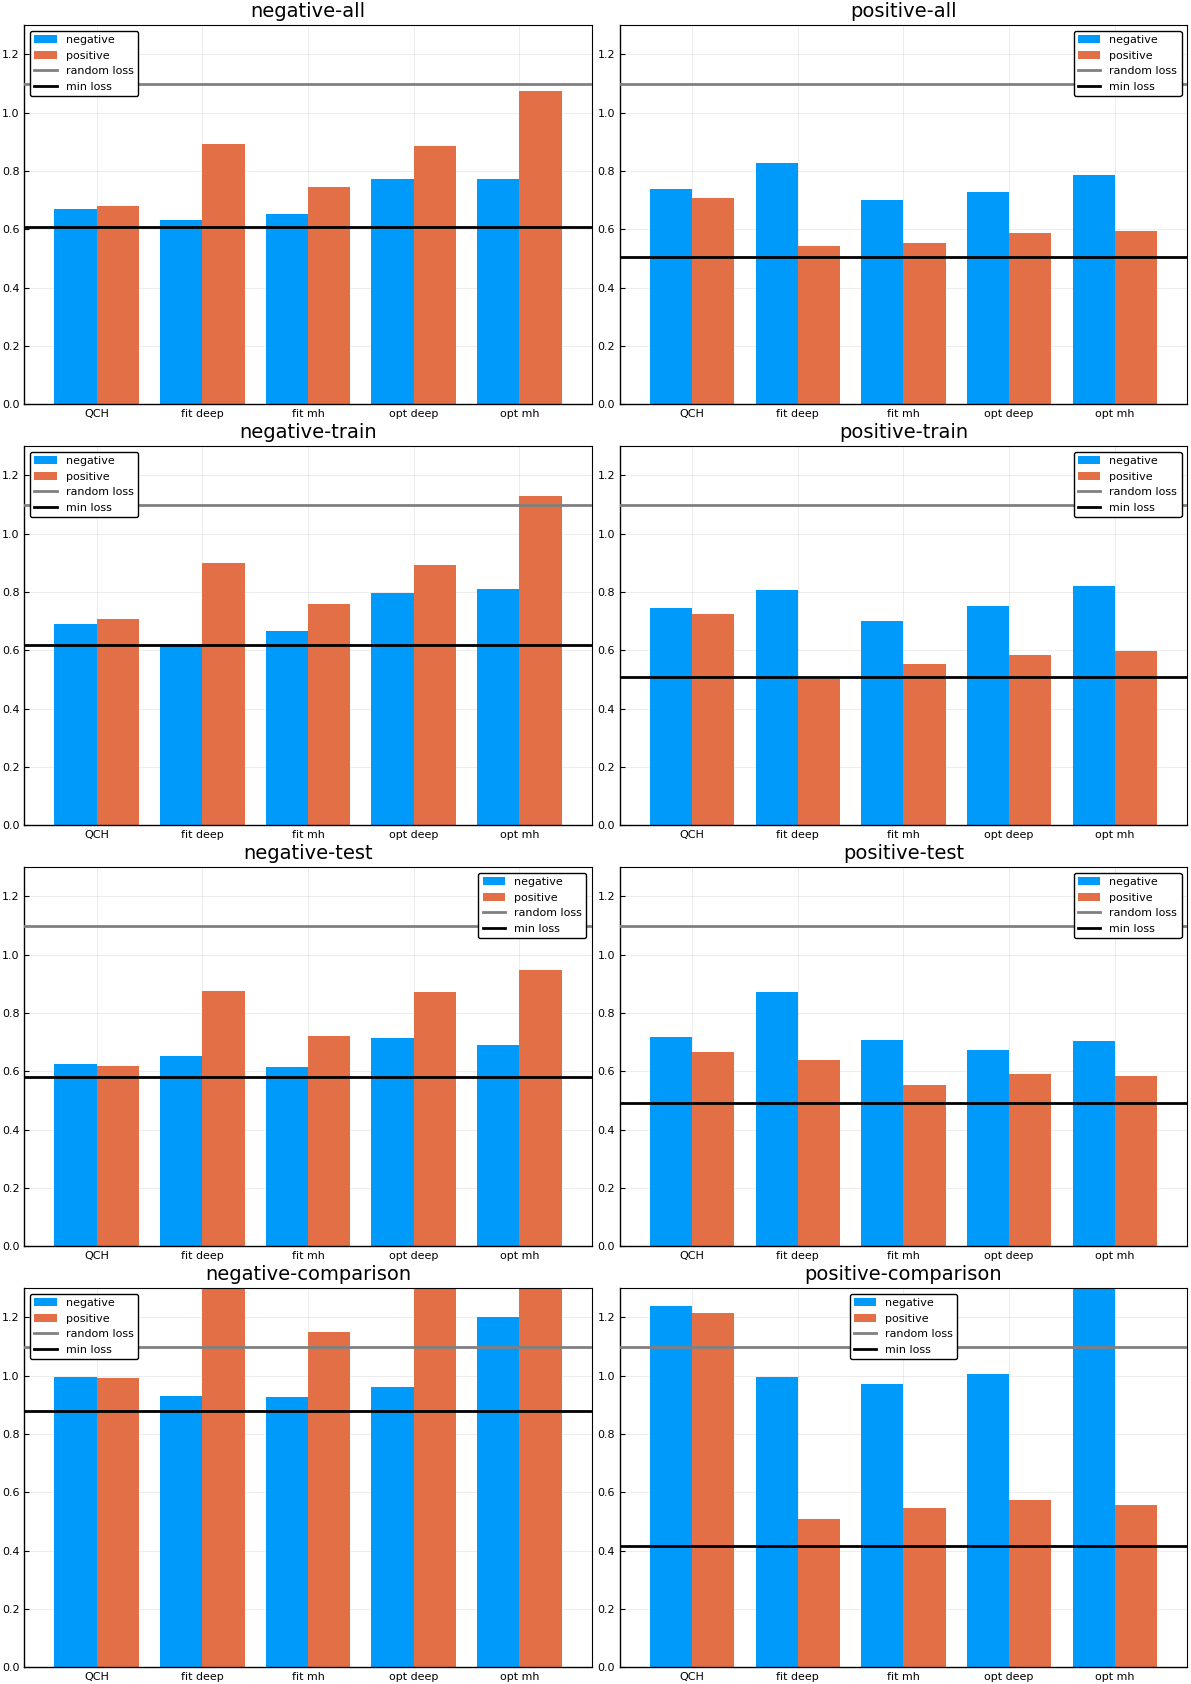 negative-all
negative
positive
random loss
min loss
1.2
1.0
0.8
0.6
0.4
0.2
0.0
QCH fit deep fit mh opt deep opt mh
positive-all
negative
positive
random loss
min loss
1.2
1.0
0.8
0.6
0.4
0.2
0.0
QCH fit deep fit mh opt deep opt mh
negative-train
negative
positive
random loss
min loss
1.2
1.0
0.8
0.6
0.4
0.2
0.0
QCH fit deep fit mh opt deep opt mh
positive-train
negative
positive
random loss
min loss
1.2
1.0
0.8
0.6
0.4
0.2
0.0
QCH fit deep fit mh opt deep opt mh
negative-test
negative
positive
random loss
min loss
1.2
1.0
0.8
0.6
0.4
0.2
0.0
QCH fit deep fit mh opt deep opt mh
positive-test
negative
positive
random loss
min loss
1.2
1.0
0.8
0.6
0.4
0.2
0.0
QCH fit deep fit mh opt deep opt mh
negative-comparison
negative
positive
random loss
min loss
1.2
1.0
0.8
0.6
0.4
0.2
0.0
QCH fit deep fit mh opt deep opt mh
positive-comparison
negative
positive
random loss
min loss
1.2
1.0
0.8
0.6
0.4
0.2
0.0
QCH fit deep fit mh opt deep opt mh